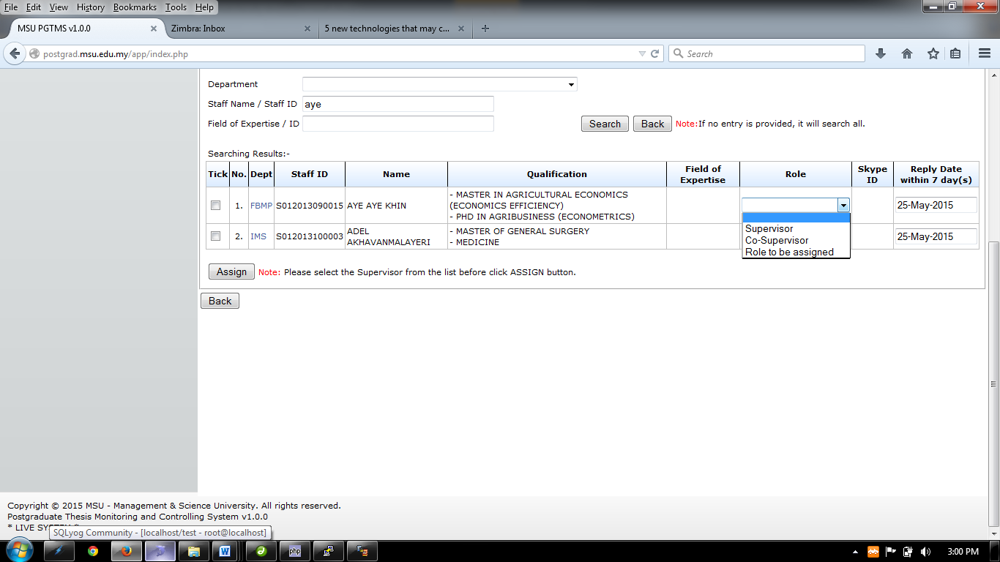 File Edit View History Bookmarks Tools Help
MSU PGTMS v1.0.0 Zimbra: Inbox 5 new technologies that may c...
postgrad.msu.edu.my/app/index.php Search
Department
Staff Name / Staff ID aye
Field of Expertise / ID Search Back Note:If no entry is provided, it will search all.
Searching Results:-
Tick No. Dept Staff ID Name Qualification Field of Expertise Role Skype ID Reply Date within 7 day(s)
1. FBMP S012013090015 AYE AYE KHIN - MASTER IN AGRICULTURAL ECONOMICS
(ECONOMICS EFFICIENCY)
- PHD IN AGRIBUSINESS (ECONOMETRICS)
25-May-2015
Supervisor
Co-Supervisor
Role to be assigned
2. IMS S012013100003 ADEL
AKHAVANMALAYERI
- MASTER OF GENERAL SURGERY
- MEDICINE
25-May-2015
Assign Note: Please select the Supervisor from the list before click ASSIGN button.
Back
Copyright © 2015 MSU - Management & Science University. All rights reserved.
Postgraduate Thesis Monitoring and Controlling System v1.0.0
* LIVE SYSTEM *
SQLyog Community - [localhost/test - root@localhost]
W php 3:00 PM